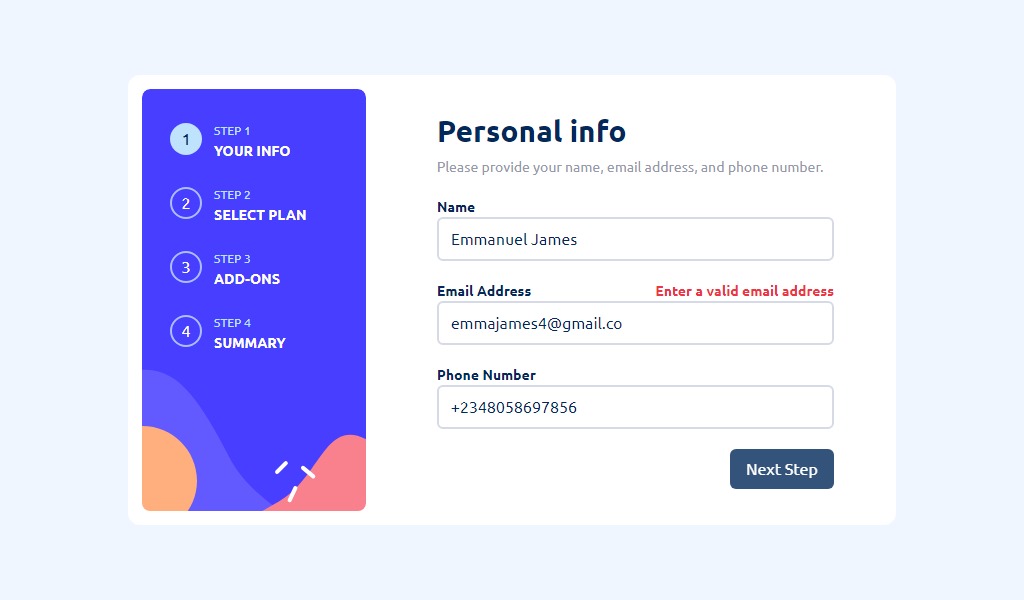 1
STEP 1
YOUR INFO
2
STEP 2
SELECT PLAN
3
STEP 3
ADD-ONS
4
STEP 4
SUMMARY
Personal info
Please provide your name, email address, and phone number.
Name
Emmanuel James
Email Address Enter a valid email address
emmajames4@gmail.co
Phone Number
+2348058697856
Next Step